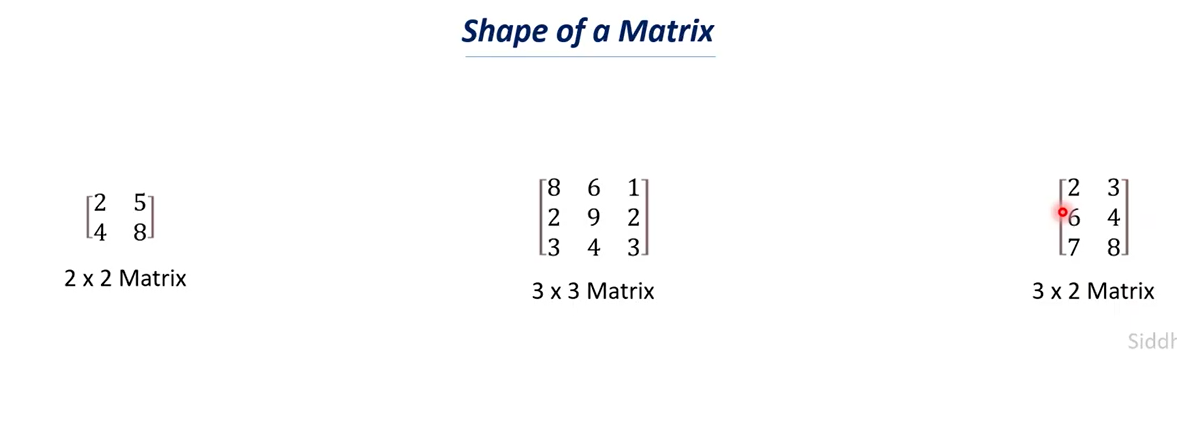 Shape of a Matrix
2 5
4 8
2 x 2 Matrix
8 6 1
2 9 2
3 4 3
3 x 3 Matrix
2 3
6 4
7 8
3 x 2 Matrix
Siddh